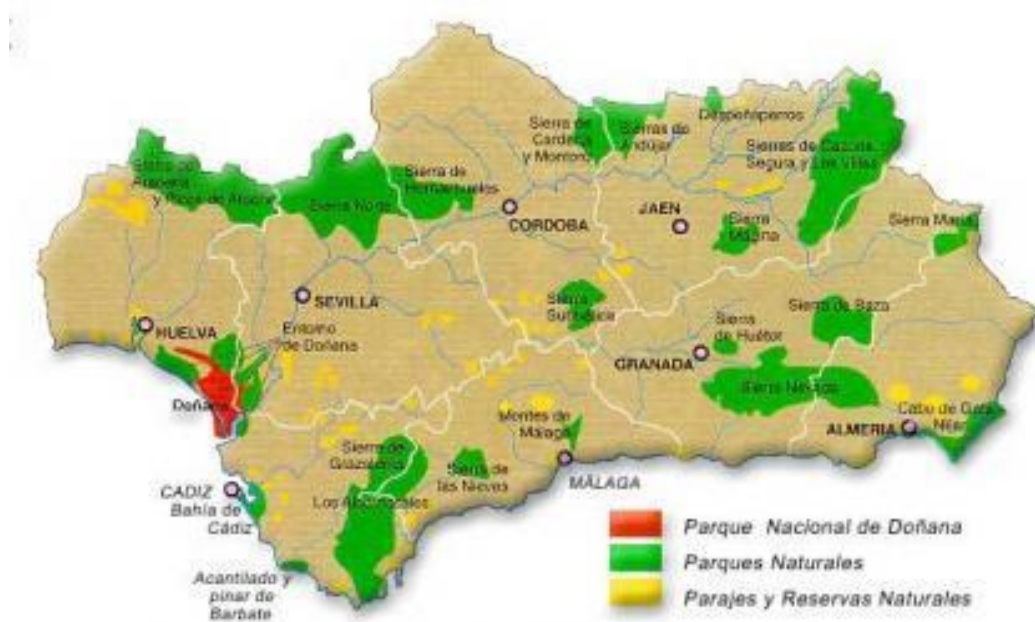 Sierra de
Aracena
y Picos de Aroche
Sierra Norte
Sierra de
Hornachuelos
Sierra de
Cardeña
y Montoro
Sierras de
Andújar
Despeñaperros
Sierras de Cazorla,
Segura y Las Villas
CORDOBA
JAEN
Sierra
Mágina
Sierra María
SEVILLA
HUELVA
Entorno
de Doñana
Doñana
Sierra
Subbética
Sierra de Baza
Sierra
de Huétor
GRANADA
Sierra Nevada
Cabo de Gata
Níjar
ALMERIA
Montes de
Málaga
MÁLAGA
Sierra de
Grazalema
Sierra de
las Nieves
Los Alcornocales
CADIZ
Bahía de
Cádiz
Acantilado y
pinar de
Barbate
Parque Nacional de Doñana
Parques Naturales
Parajes y Reservas Naturales